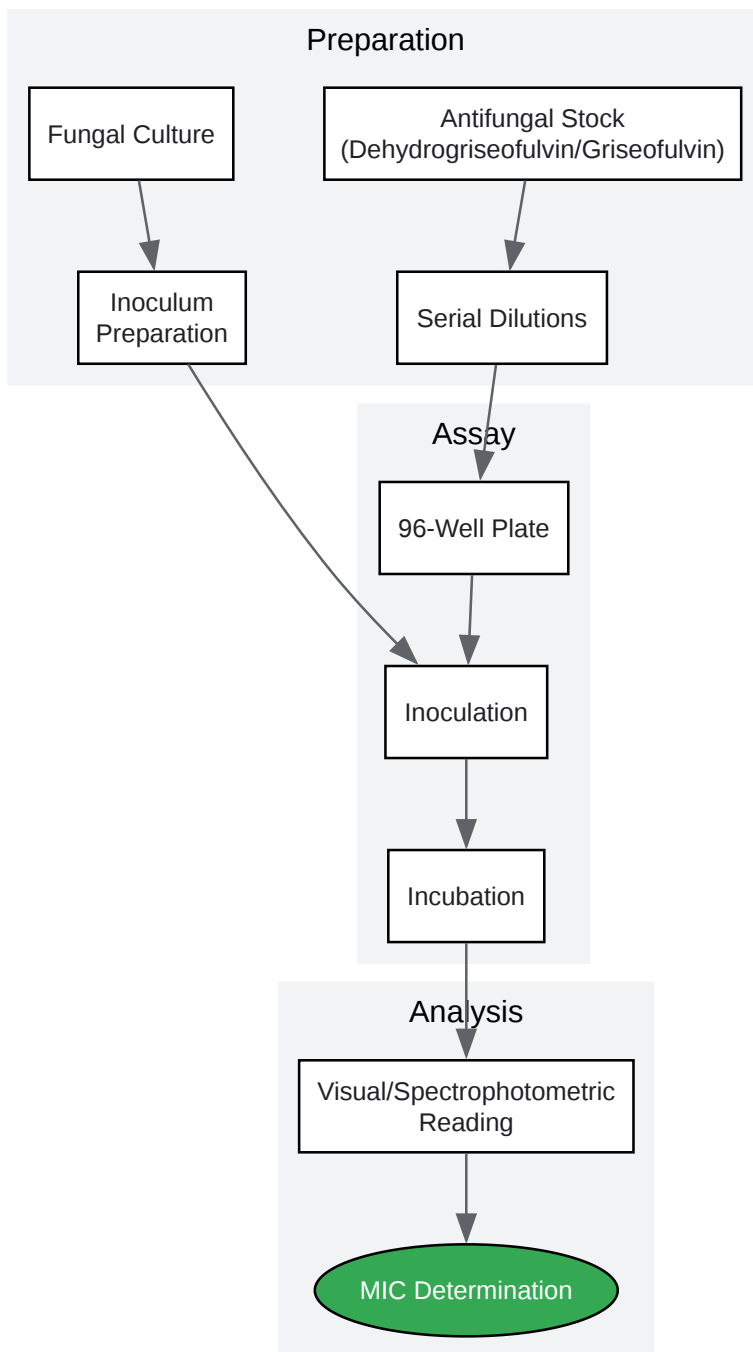 Preparation
Fungal Culture
Antifungal Stock
(Dehydrogriseofulvin/Griseofulvin)
Inoculum
Preparation
Serial Dilutions
Assay
96-Well Plate
Inoculation
Incubation
Analysis
Visual/Spectrophotometric
Reading
MIC Determination